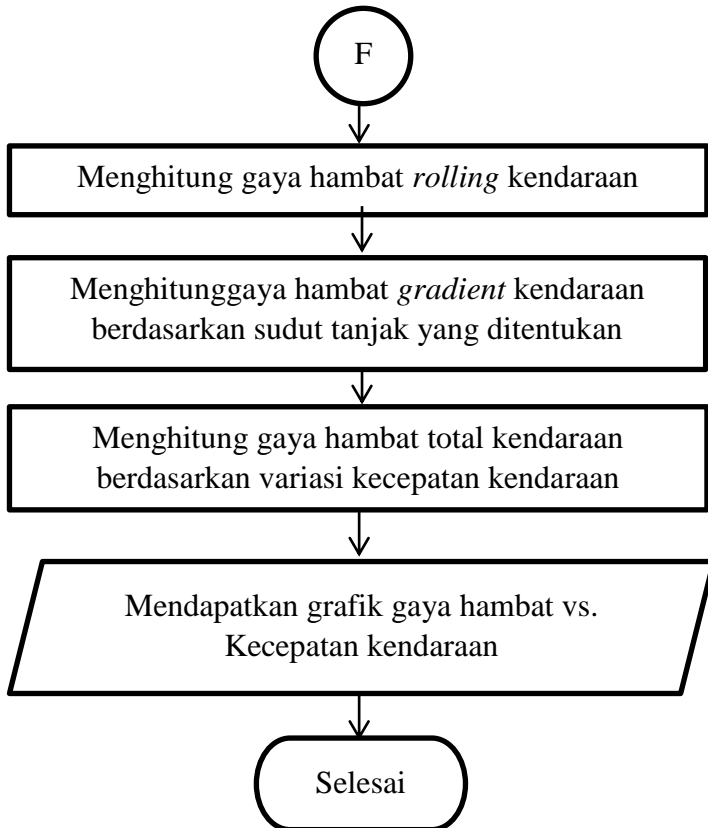 F
Menghitung gaya hambat rolling kendaraan
Menghitunggaya hambat gradient kendaraan
berdasarkan sudut tanjak yang ditentukan
Menghitung gaya hambat total kendaraan
berdasarkan variasi kecepatan kendaraan
Mendapatkan grafik gaya hambat vs.
Kecepatan kendaraan
Selesai